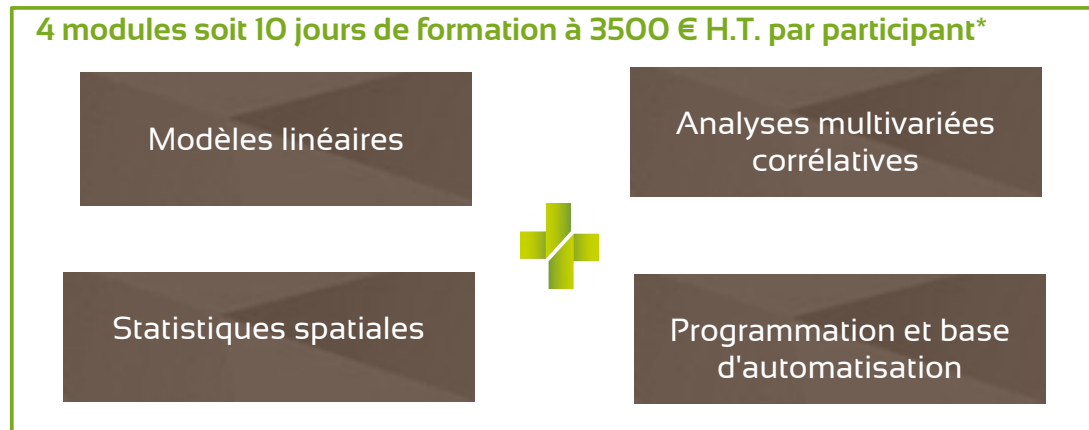 4 modules soit 10 jours de formation à 3500 € H.T. par participant*
Modèles linéaires
Analyses multivariées
corrélatives
Statistiques spatiales
Programmation et base
d'automatisation